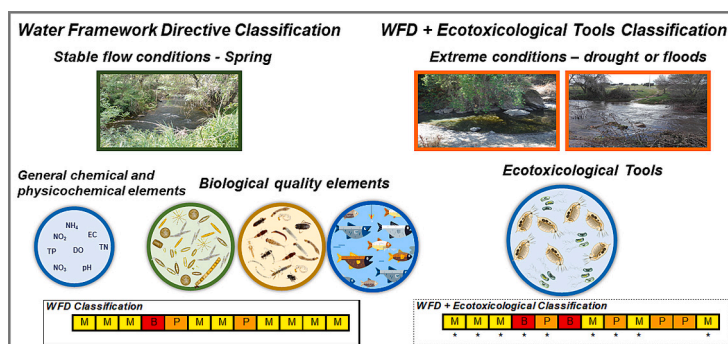 Water Framework Directive Classification
Stable flow conditions - Spring
WFD + Ecotoxicological Tools Classification
Extreme conditions – drought or floods
General chemical and
physicochemical elements
Biological quality elements
Ecotoxicological Tools
NH4
NO2
EC
TP
DO
TN
NO3
pH
WFD Classification
M M M B P M M P M M M M
WFD + Ecotoxicological Classification
M M M B P B M P M P P M
* * * * * * * * *